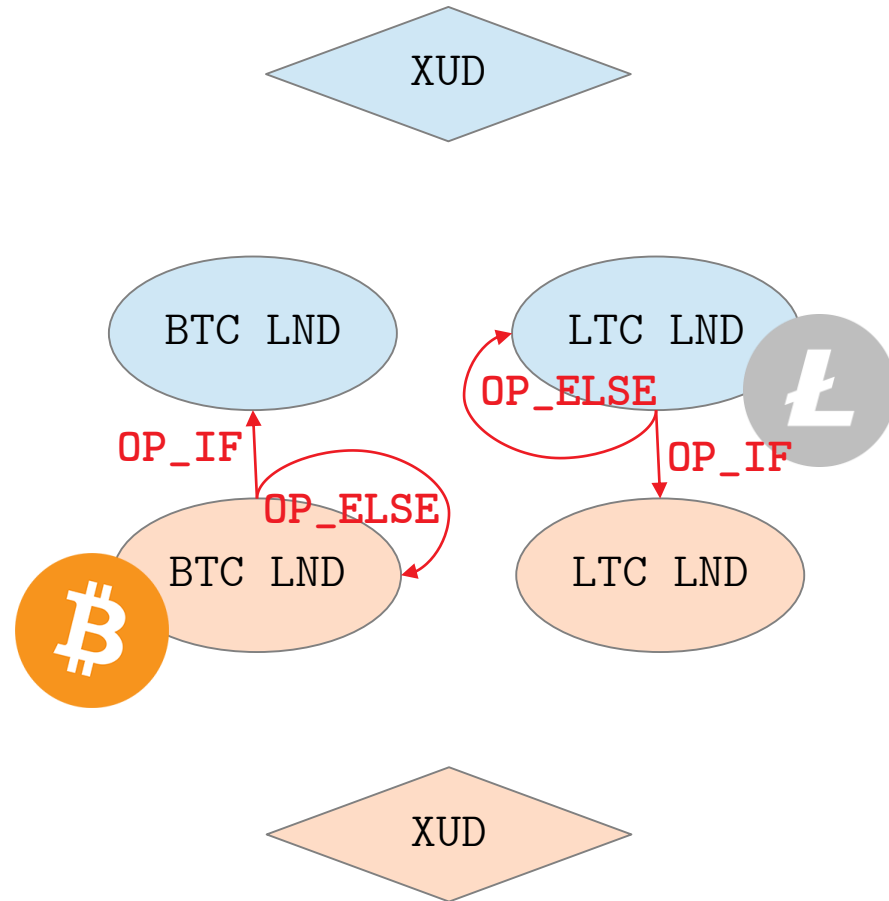 XUD
BTC LND
LTC LND
OP_ELSE
OP_IF
OP_IF
OP_ELSE
BTC LND
LTC LND
XUD